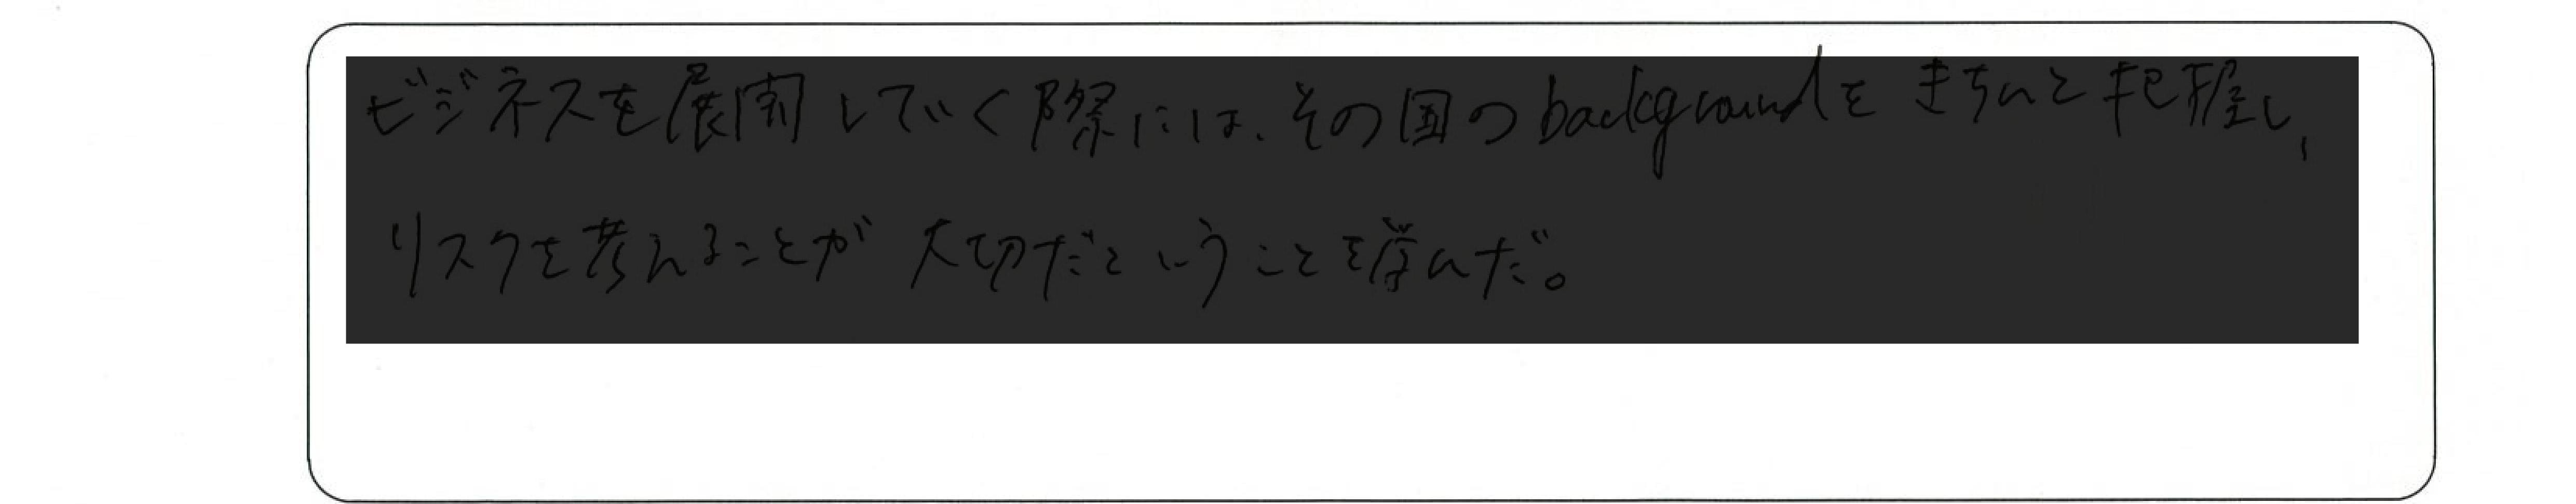 ビジネスを展開していく際には、その国のbackgroundをきちんと把握し、
リスクを考えることが大切だということを学んだ。